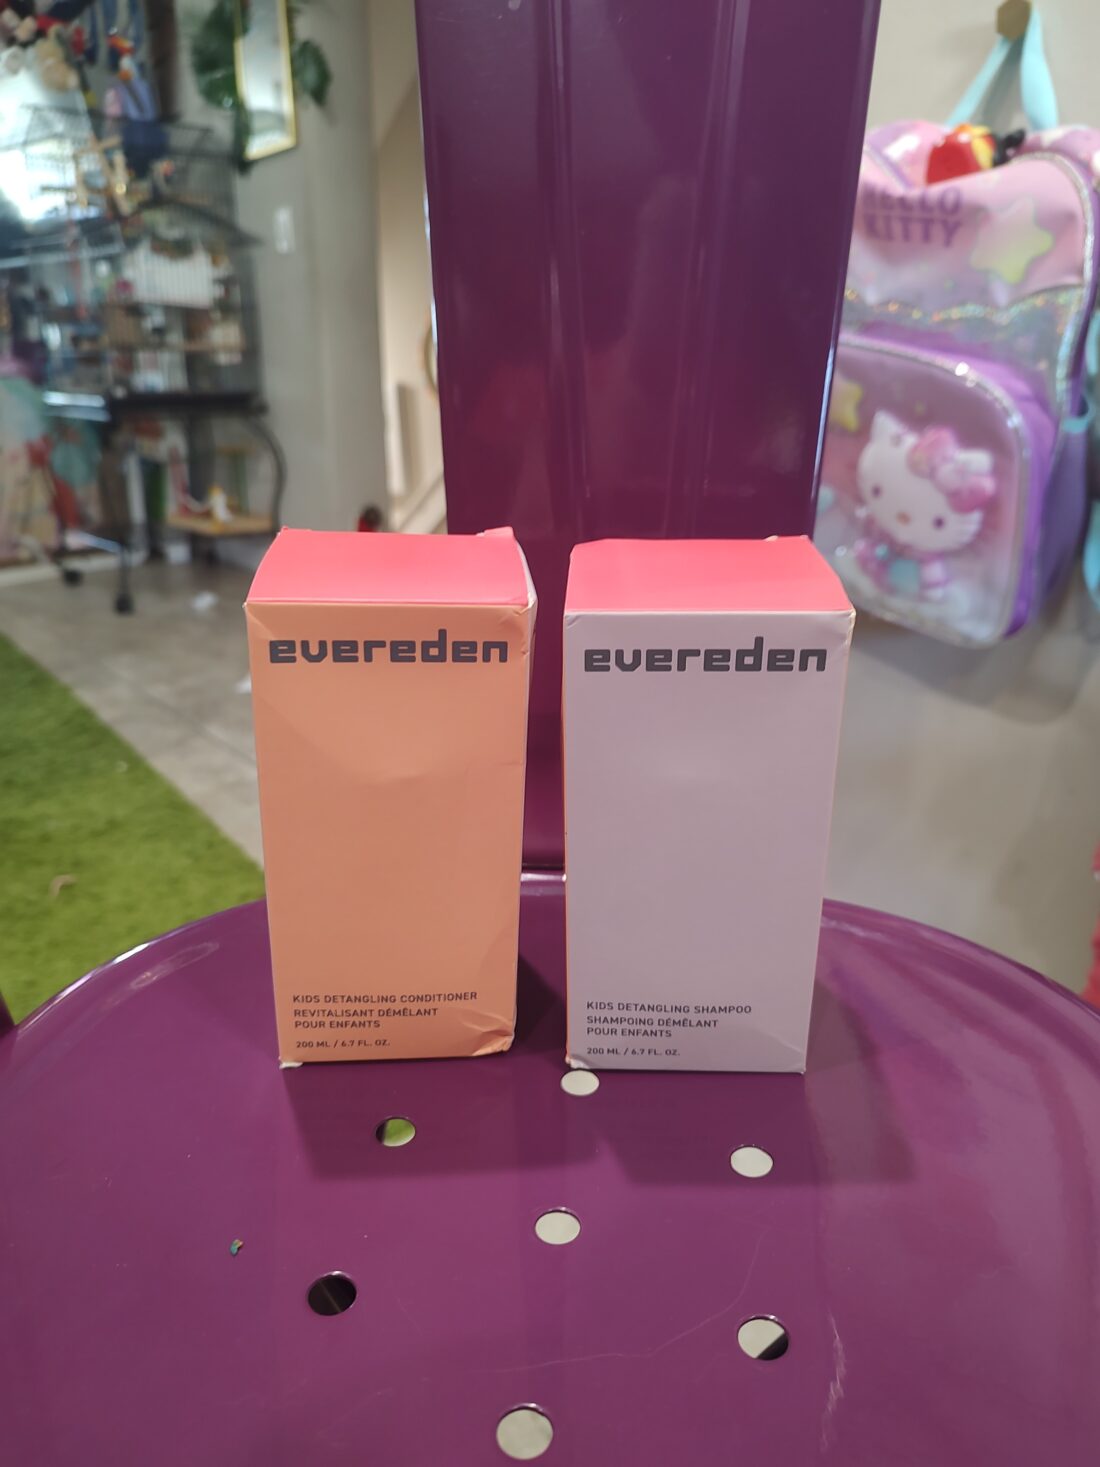 HELLO
KITTY
evereden
KIDS DETANGLING CONDITIONER
REVITALISANT DÉMÊLANT
POUR ENFANTS
200 ML / 6.7 FL. OZ.
evereden
KIDS DETANGLING SHAMPOO
SHAMPOING DÉMÊLANT
POUR ENFANTS
200 ML / 6.7 FL. OZ.